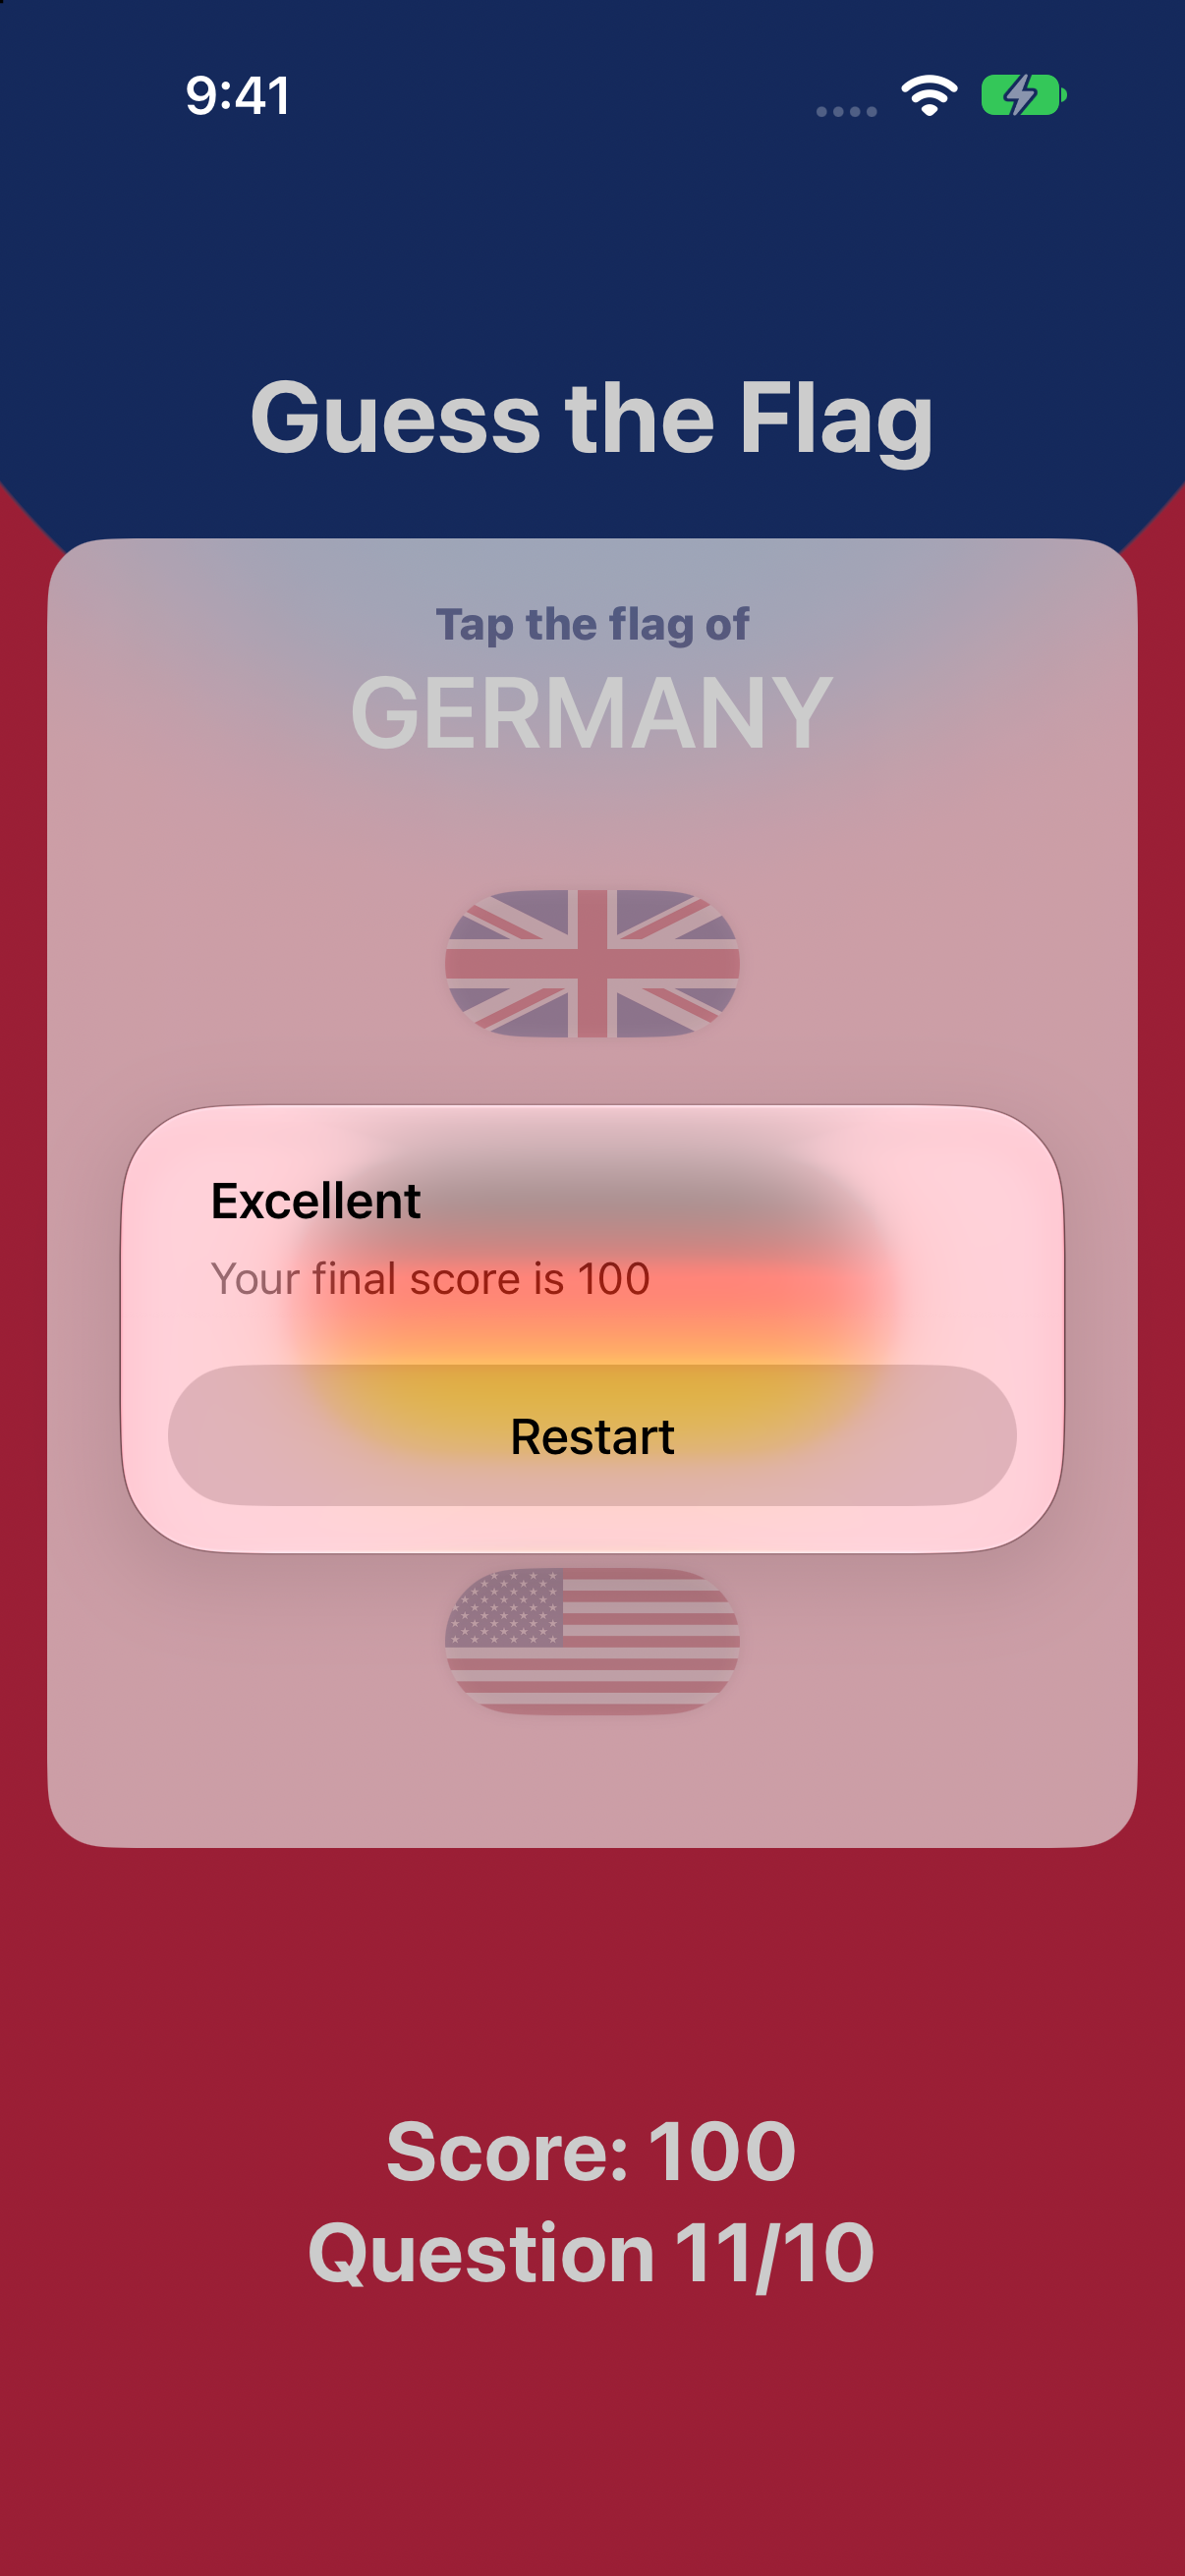 9:41
Guess the Flag
Tap the flag of
GERMANY
Excellent
Your final score is 100
Restart
Score: 100
Question 11/10